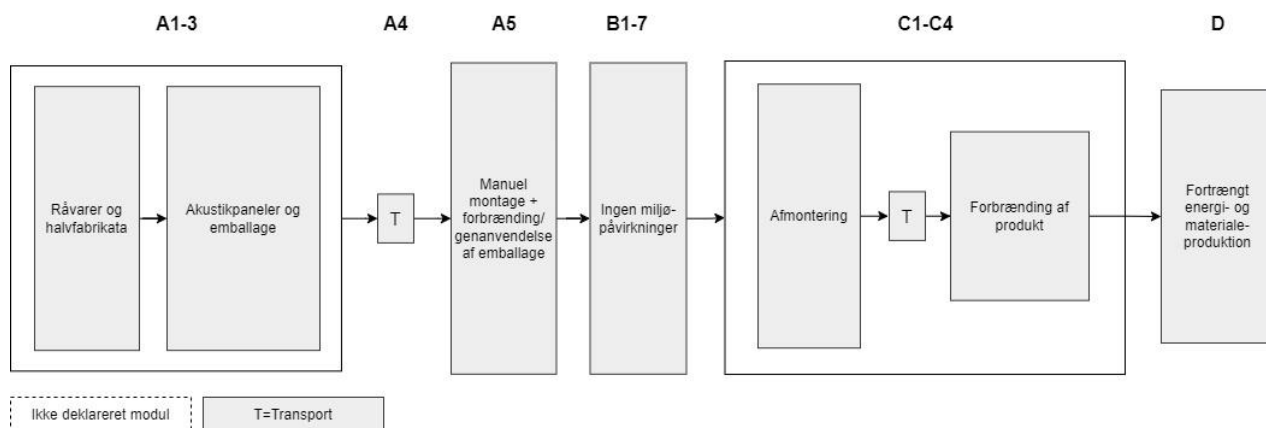 A1-3
A4
A5
B1-7
C1-C4
D
Råvarer og
halvfabrikata
Akustikpaneler og
emballage
T
Manuel
montage +
forbrænding/
genanvendelse
af emballage
Ingen miljø-
påvirkninger
Afmontering
T
Forbrænding af
produkt
Fortrængt
energi- og
materiale-
produktion
Ikke deklareret modul
T=Transport